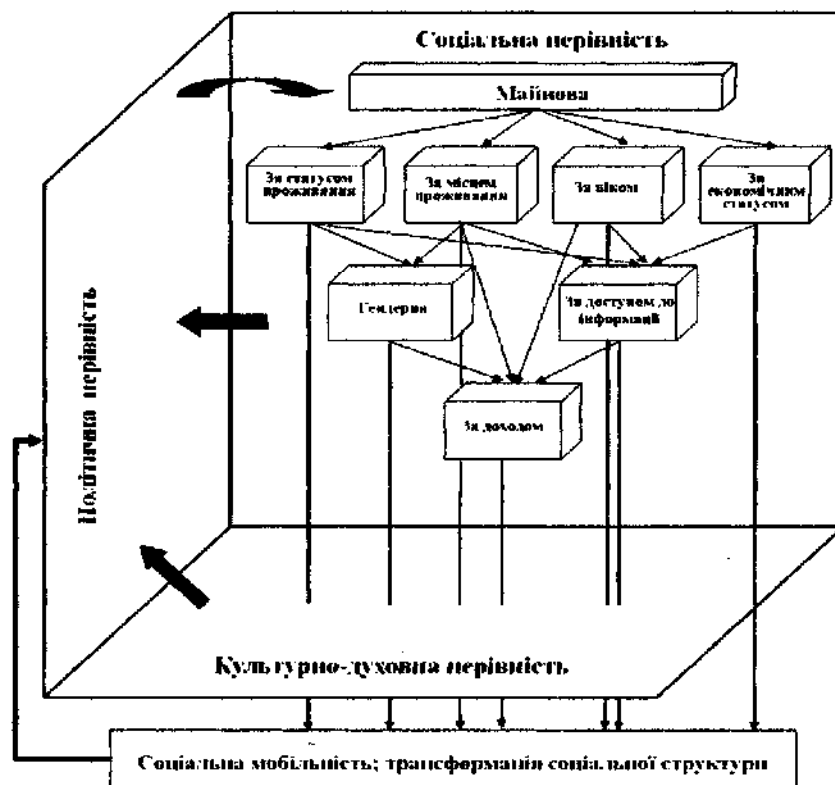 Соціальна нерівність
Майнова
За статусом
проживання
За місцем
проживання
За віком
За
економічним
статусом
Гендерна
За доступом до
інформації
За доходом
Політична нерівність
Культурно-духовна нерівність
Соціальна мобільність; трансформація соціальної структури